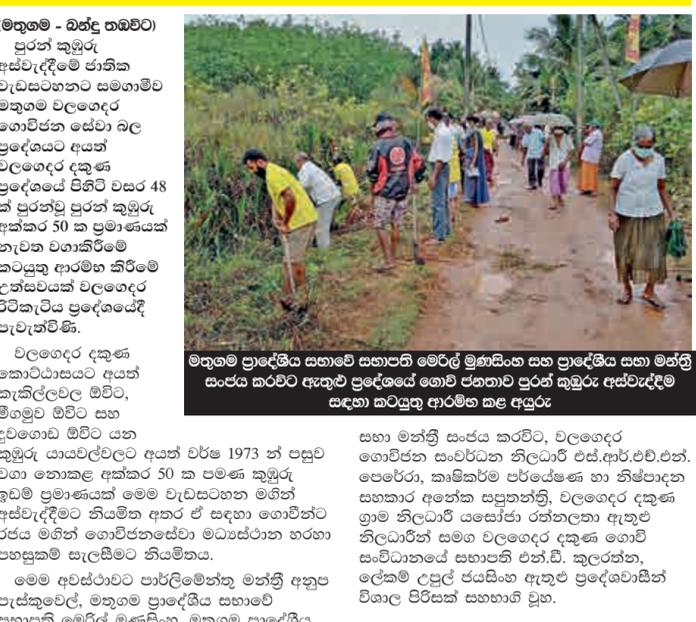 (මතුගම - බන්දු තඹවිට)
පුරන් කුඹුරු
අස්වැද්දීමේ ජාතික
වැඩසටහනට සමගාමීව
මතුගම වලගෙදර
ගොවිජන සේවා බල
ප්‍රදේශයට අයත්
වලගෙදර දකුණ
ප්‍රදේශයේ පිහිටි වසර 48
ක් පුරන්වූ පුරන් කුඹුරු
අක්කර 50 ක ප්‍රමාණයක්
නැවත වගාකිරීමේ
කටයුතු ආරම්භ කිරීමේ
උත්සවයක් වලගෙදර
රිටිකැටිය ප්‍රදේශයේදී
පැවැත්විණි.
වලගෙදර දකුණ
කොට්ඨාසයට අයත්
කැකිල්ලවල ඕවිට,
මීගමුව ඕවිට සහ
දුවගොඩ ඕවිට යන
කුඹුරු යායවල්වලට අයත් වර්ෂ 1973 න් පසුව
වගා නොකළ අක්කර 50 ක පමණ කුඹුරු
ඉඩම් ප්‍රමාණයක් මෙම වැඩසටහන මගින්
අස්වැද්දීමට නියමිත අතර ඒ සඳහා ගොවීන්ට
රජය මගින් ගොවිජනසේවා මධ්‍යස්ථාන හරහා
පහසුකම් සැලසීමට නියමිතය.
මෙම අවස්ථාවට පාර්ලිමේන්තු මන්ත්‍රී අනුප
පැස්කුවෙල්, මතුගම ප්‍රාදේශීය සභාවේ
සභාපති මෙරිල් මුණසිංහ, මතුගම ප්‍රාදේශීය
මතුගම ප්‍රාදේශීය සභාවේ සභාපති මෙරිල් මුණසිංහ සහ ප්‍රාදේශීය සභා මන්ත්‍රී
සංජය කරවිට ඇතුළු ප්‍රදේශයේ ගොවි ජනතාව පුරන් කුඹුරු අස්වැද්දීම
සඳහා කටයුතු ආරම්භ කළ අයුරු
සභා මන්ත්‍රී සංජය කරවිට, වලගෙදර
ගොවිජන සංවර්ධන නිලධාරී එස්.ආර්.එච්.එන්.
පෙරේරා, කෘෂිකර්ම පර්යේෂණ හා නිෂ්පාදන
සහකාර අනේක සපුතන්ත්‍රි, වලගෙදර දකුණ
ග්‍රාම නිලධාරී යසෝජා රත්නලතා ඇතුළු
නිලධාරීන් සමග වලගෙදර දකුණ ගොවි
සංවිධානයේ සභාපති එන්.ඩී. කුලරත්න,
ලේකම් උපුල් ජයසිංහ ඇතුළු ප්‍රදේශවාසීන්
විශාල පිරිසක් සහභාගි වූහ.